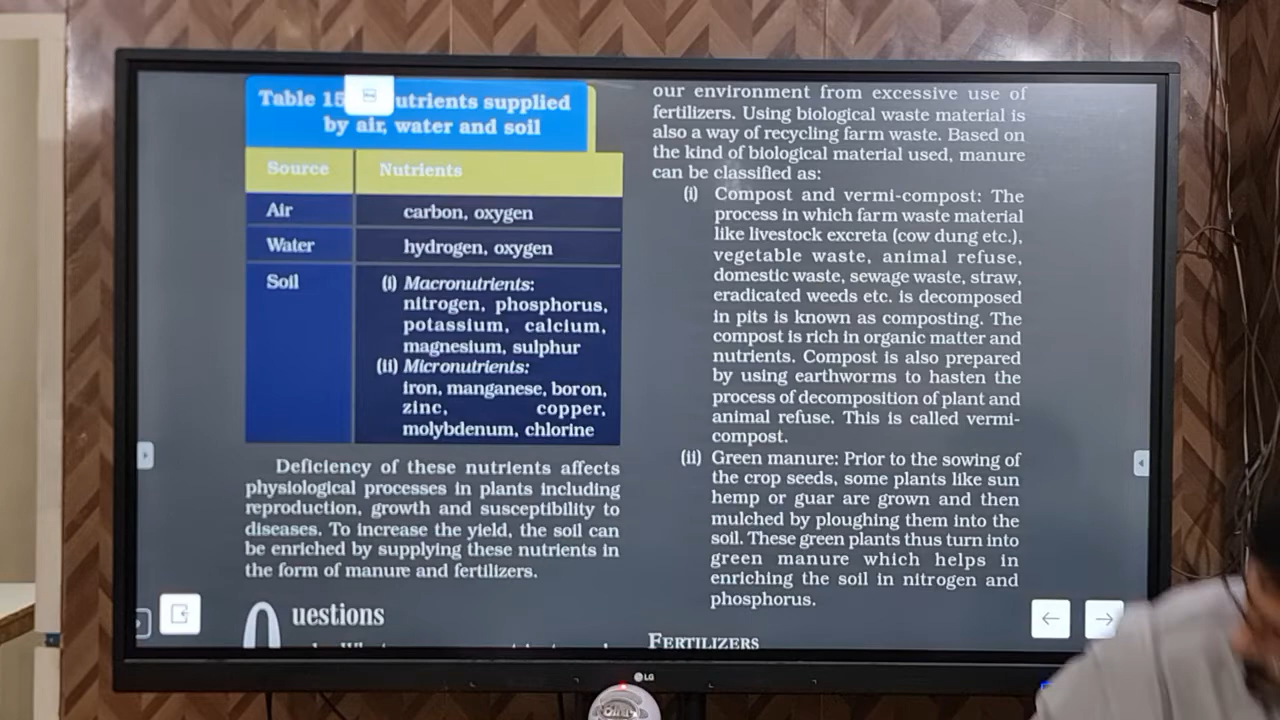 Table 15 utrients supplied
by air, water and soil
Source Nutrients
Air carbon, oxygen
Water hydrogen, oxygen
Soil (i) Macronutrients:
nitrogen, phosphorus,
potassium, calcium,
magnesium, sulphur
(ii) Micronutrients:
iron, manganese, boron,
zinc, copper,
molybdenum, chlorine
Deficiency of these nutrients affects
physiological processes in plants including
reproduction, growth and susceptibility to
diseases. To increase the yield, the soil can
be enriched by supplying these nutrients in
the form of manure and fertilizers.
Questions
our environment from excessive use of
fertilizers. Using biological waste material is
also a way of recycling farm waste. Based on
the kind of biological material used, manure
can be classified as:
(i) Compost and vermi-compost: The
process in which farm waste material
like livestock excreta (cow dung etc.),
vegetable waste, animal refuse,
domestic waste, sewage waste, straw,
eradicated weeds etc. is decomposed
in pits is known as composting. The
compost is rich in organic matter and
nutrients. Compost is also prepared
by using earthworms to hasten the
process of decomposition of plant and
animal refuse. This is called vermi-
compost.
(ii) Green manure: Prior to the sowing of
the crop seeds, some plants like sun
hemp or guar are grown and then
mulched by ploughing them into the
soil. These green plants thus turn into
green manure which helps in
enriching the soil in nitrogen and
phosphorus.
FERTILIZERS
LG